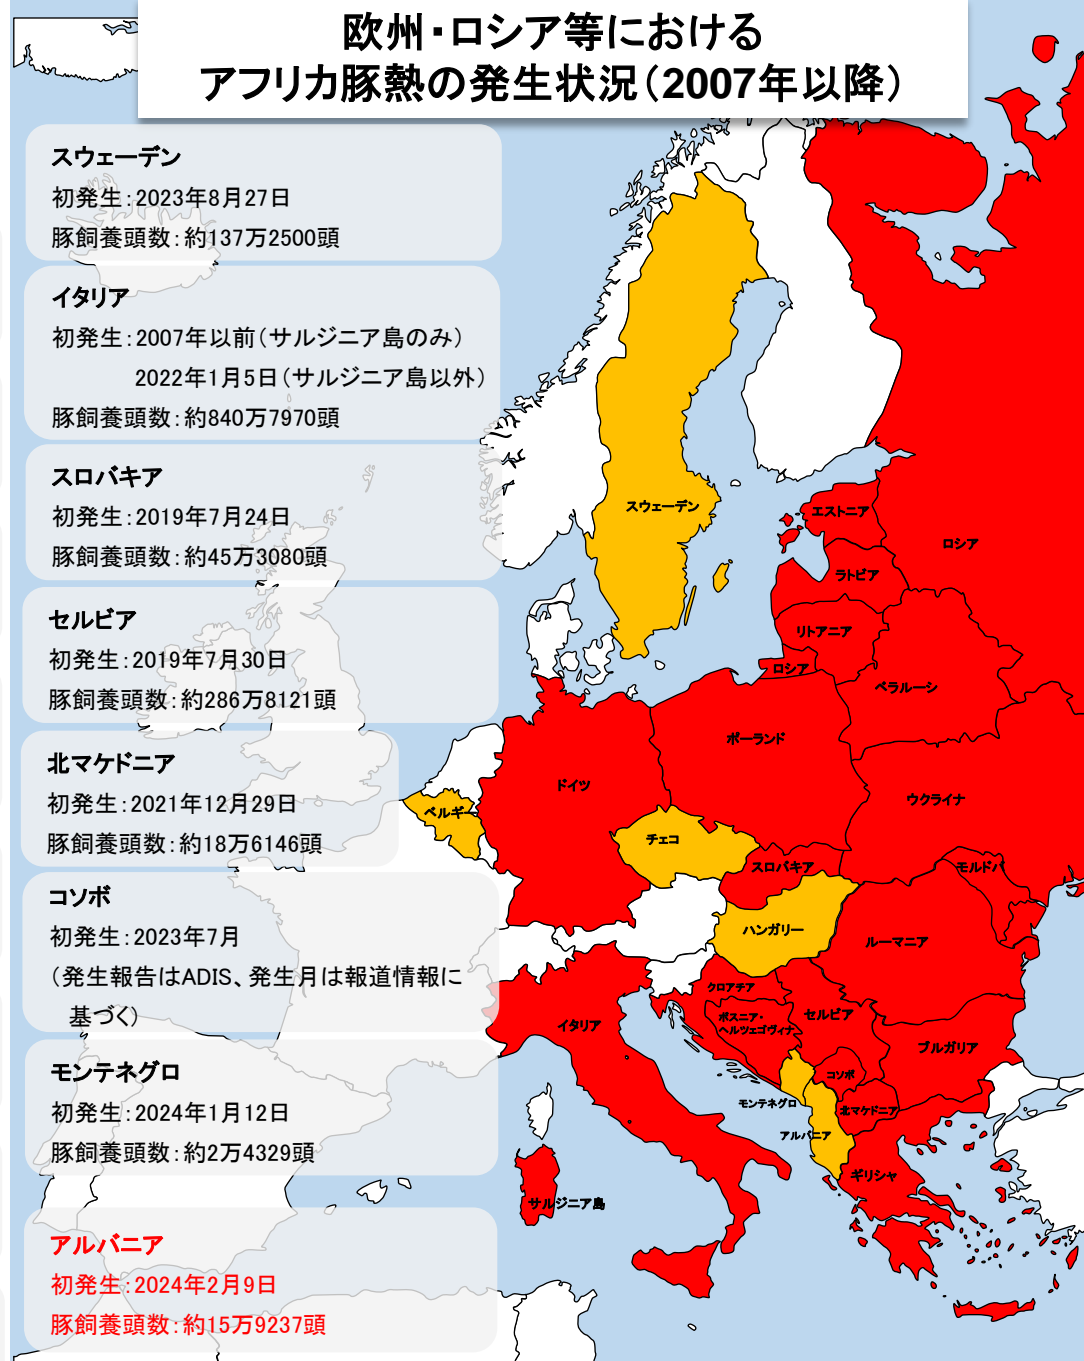 欧州・ロシア等における
アフリカ豚熱の発生状況（2007年以降）
スウェーデン
初発生：2023年8月27日
豚飼養頭数：約137万2500頭
イタリア
初発生：2007年以前（サルジニア島のみ）
2022年1月5日（サルジニア島以外）
豚飼養頭数：約840万7970頭
スロバキア
初発生：2019年7月24日
豚飼養頭数：約45万3080頭
セルビア
初発生：2019年7月30日
豚飼養頭数：約286万8121頭
北マケドニア
初発生：2021年12月29日
豚飼養頭数：約18万6146頭
コソボ
初発生：2023年7月
（発生報告はADIS、発生月は報道情報に
基づく）
モンテネグロ
初発生：2024年1月12日
豚飼養頭数：約2万4329頭
アルバニア
初発生：2024年2月9日
豚飼養頭数：約15万9237頭
スウェーデン
エストニア
ロシア
ラトビア
リトアニア
ロシア
ベラルーシ
ポーランド
ドイツ
ウクライナ
ベルギー
チェコ
スロバキア
モルドバ
ハンガリー
ルーマニア
クロアチア
ボスニア・
ヘルツェゴヴィナ
セルビア
イタリア
ブルガリア
コソボ
モンテネグロ
北マケドニア
アルバニア
ギリシャ
サルジニア島